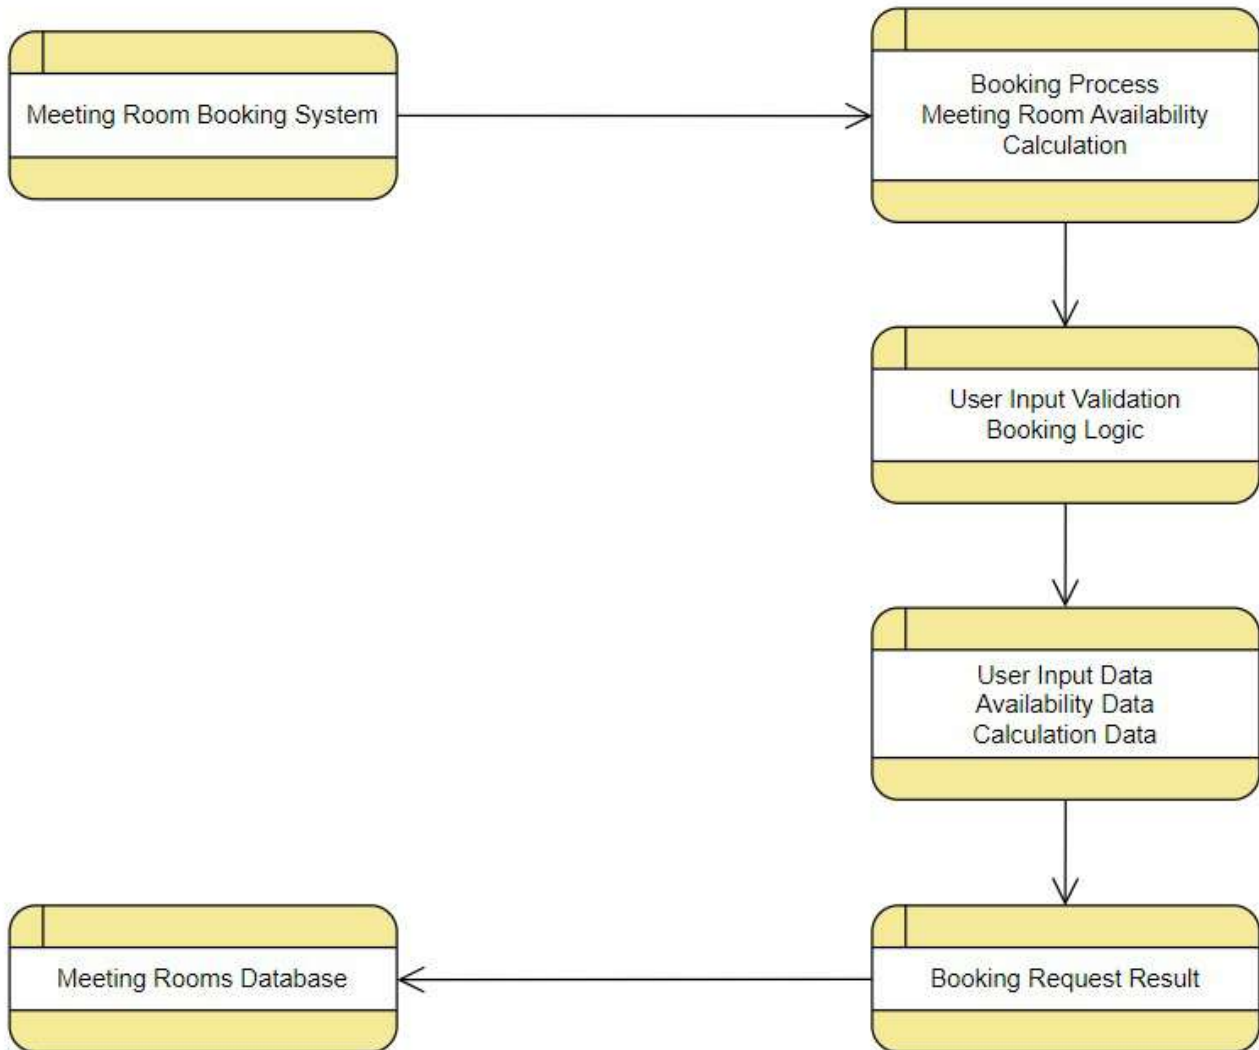 Meeting Room Booking System
Booking Process
Meeting Room Availability
Calculation
User Input Validation
Booking Logic
User Input Data
Availability Data
Calculation Data
Meeting Rooms Database
Booking Request Result